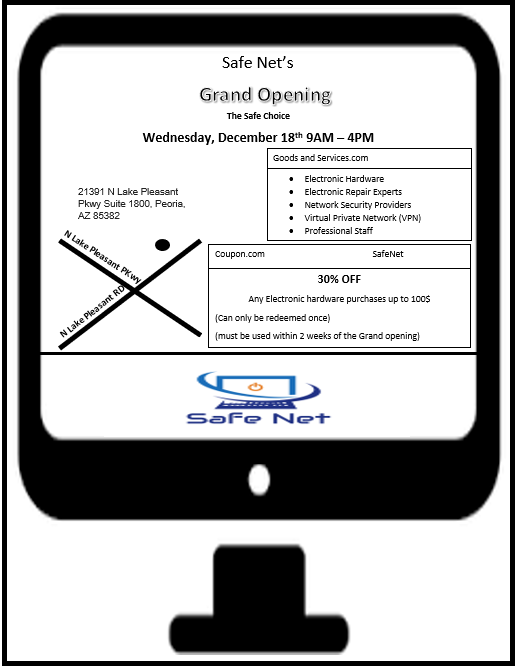 Safe Net’s
Grand Opening
The Safe Choice
Wednesday, December 18th 9AM – 4PM
Goods and Services.com
• Electronic Hardware
• Electronic Repair Experts
• Network Security Providers
• Virtual Private Network (VPN)
• Professional Staff
21391 N Lake Pleasant
Pkwy Suite 1800, Peoria,
AZ 85382
N Lake Pleasant PKwy
N Lake Pleasant RD
Coupon.com SafeNet
30% OFF
Any Electronic hardware purchases up to 100$
(Can only be redeemed once)
(must be used within 2 weeks of the Grand opening)
Safe Net